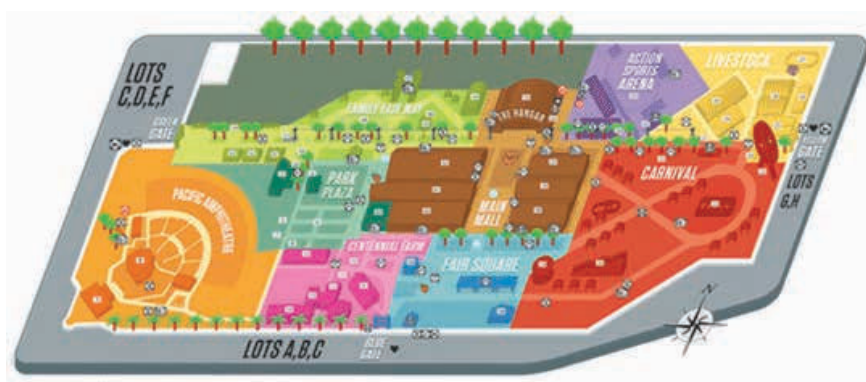 LOTS
C,D,E,F
GATE
FAMILY FAIR WAY
THE HANGAR
ACTION
SPORTS
ARENA
LIVESTOCK
GATE
LOTS
G,H
PACIFIC AMPHITHEATRE
PARK
PLAZA
MAIN
MALL
CARNIVAL
CENTENNIAL FARM
FAIR SQUARE
N
LOTS A,B,C
BLUE
GATE